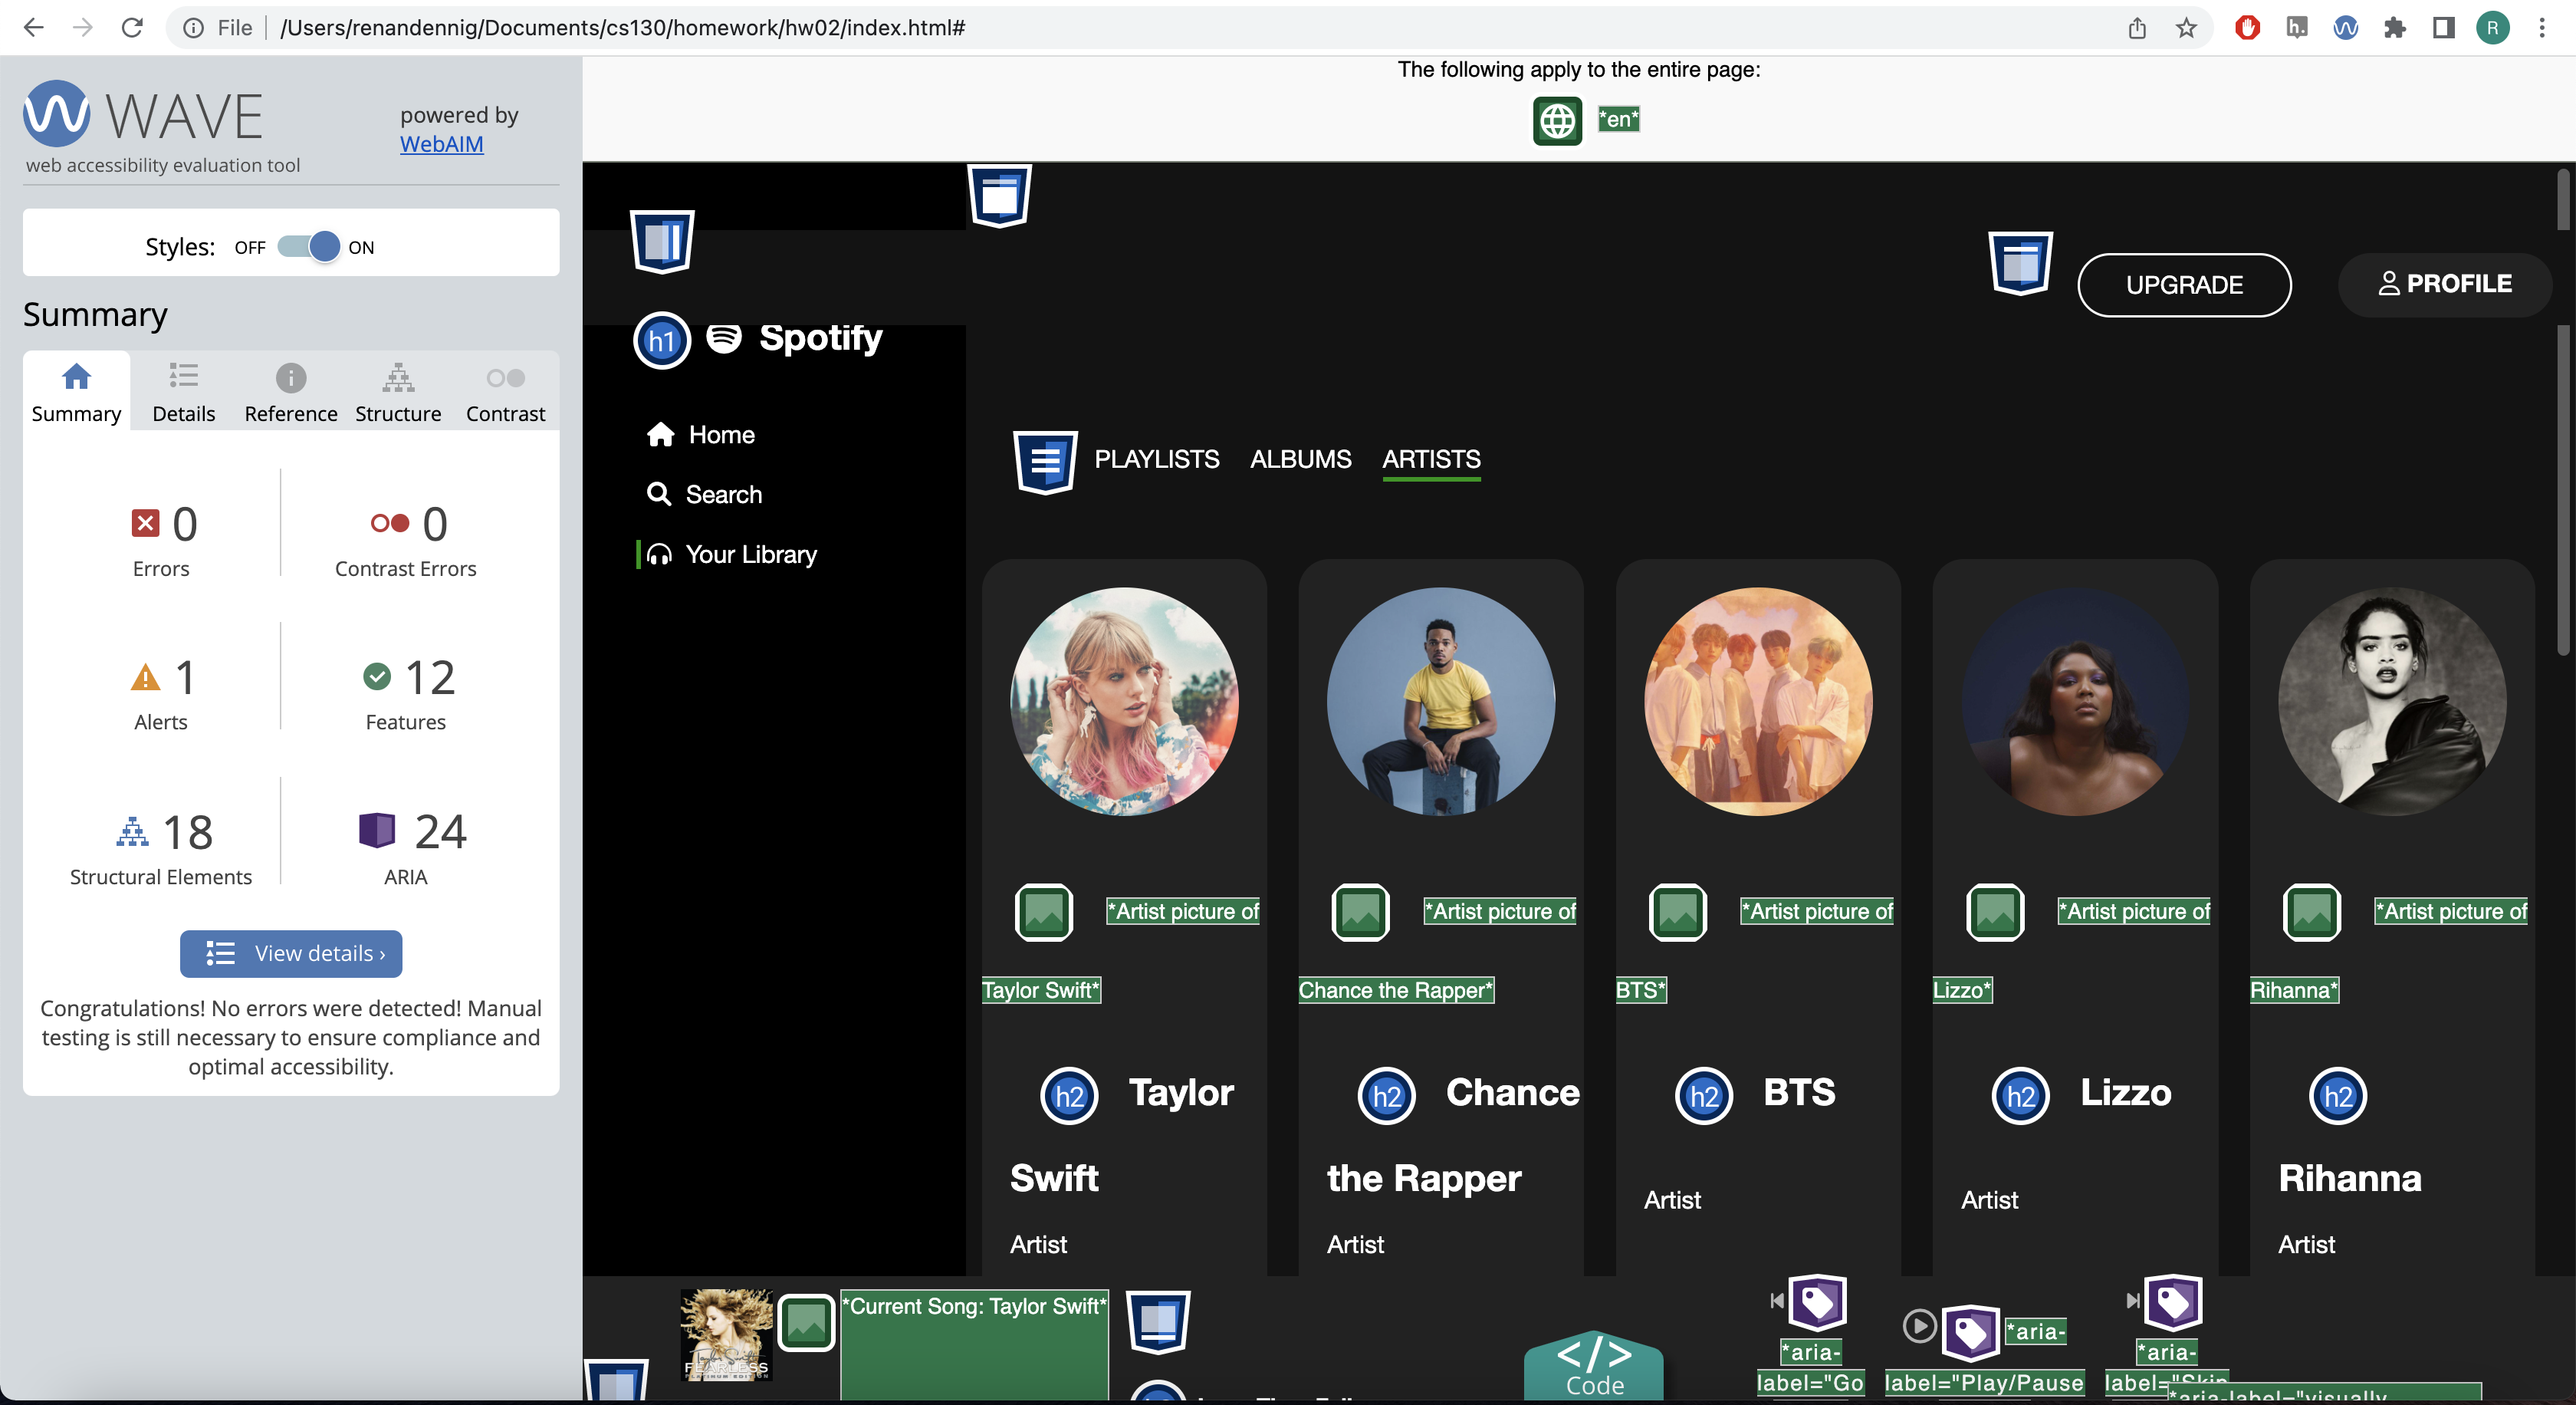 File /Users/renandennig/Documents/cs130/homework/hw02/index.html#
R
WAVE
web accessibility evaluation tool
powered by
WebAIM
Styles: OFF ON
Summary
Summary Details Reference Structure Contrast
0 Errors
0 Contrast Errors
1 Alerts
12 Features
18 Structural Elements
24 ARIA
View details ›
Congratulations! No errors were detected! Manual
testing is still necessary to ensure compliance and
optimal accessibility.
The following apply to the entire page:
*en*
UPGRADE
PROFILE
h1 Spotify
Home
Search
Your Library
PLAYLISTS ALBUMS ARTISTS
*Artist picture of
Taylor Swift*
h2 Taylor
Swift
Artist
*Artist picture of
Chance the Rapper*
h2 Chance
the Rapper
Artist
*Artist picture of
BTS*
h2 BTS
Artist
*Artist picture of
Lizzo*
h2 Lizzo
Artist
*Artist picture of
Rihanna*
h2
Rihanna
Artist
Taylor Swift
FEARLESS
PLATINUM EDITION
*Current Song: Taylor Swift*
</>
Code
*aria-
label="Go
*aria-
label="Play/Pause
*aria-
label="Skip
*aria-label="visually